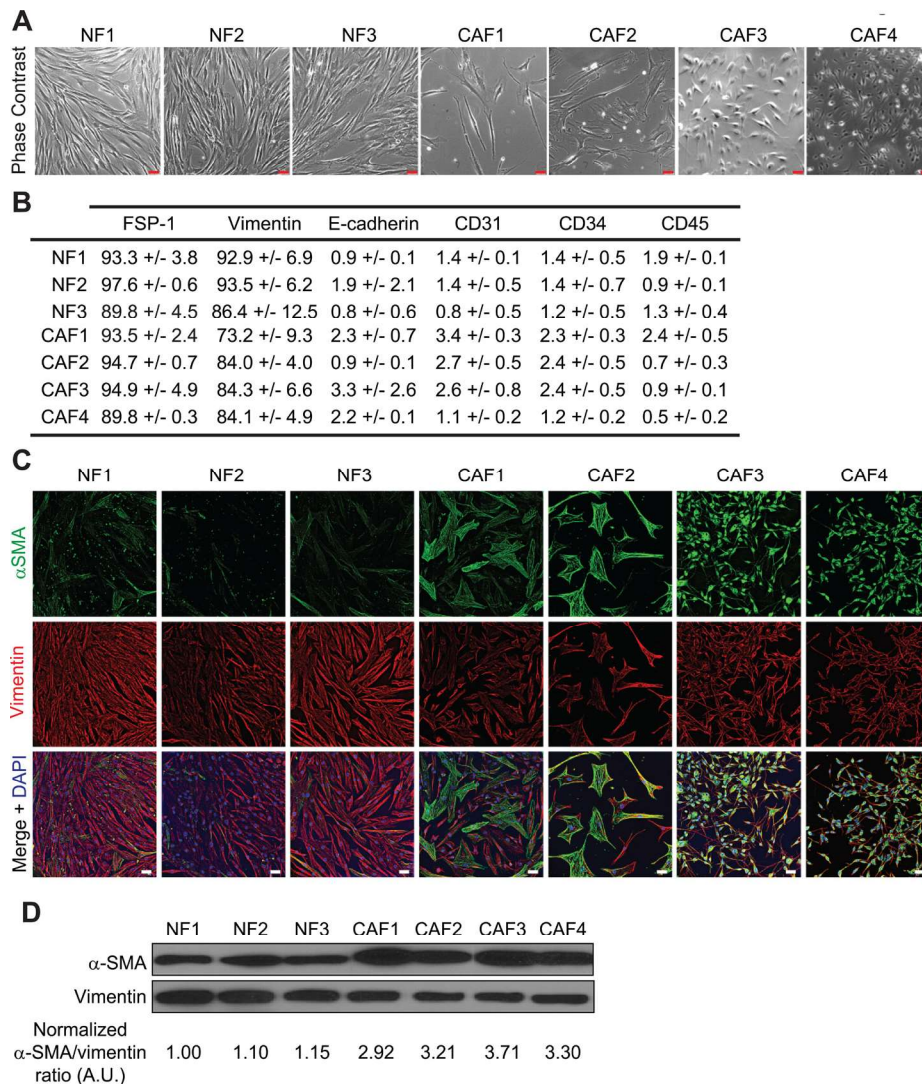 A
NF1 NF2 NF3 CAF1 CAF2 CAF3 CAF4
Phase Contrast
B
FSP-1 Vimentin E-cadherin CD31 CD34 CD45
NF1 93.3 +/- 3.8 92.9 +/- 6.9 0.9 +/- 0.1 1.4 +/- 0.1 1.4 +/- 0.5 1.9 +/- 0.1
NF2 97.6 +/- 0.6 93.5 +/- 6.2 1.9 +/- 2.1 1.4 +/- 0.5 1.4 +/- 0.7 0.9 +/- 0.1
NF3 89.8 +/- 4.5 86.4 +/- 12.5 0.8 +/- 0.6 0.8 +/- 0.5 1.2 +/- 0.5 1.3 +/- 0.4
CAF1 93.5 +/- 2.4 73.2 +/- 9.3 2.3 +/- 0.7 3.4 +/- 0.3 2.3 +/- 0.3 2.4 +/- 0.5
CAF2 94.7 +/- 0.7 84.0 +/- 4.0 0.9 +/- 0.1 2.7 +/- 0.5 2.4 +/- 0.5 0.7 +/- 0.3
CAF3 94.9 +/- 4.9 84.3 +/- 6.6 3.3 +/- 2.6 2.6 +/- 0.8 2.4 +/- 0.5 0.9 +/- 0.1
CAF4 89.8 +/- 0.3 84.1 +/- 4.9 2.2 +/- 0.1 1.1 +/- 0.2 1.2 +/- 0.2 0.5 +/- 0.2
C
NF1 NF2 NF3 CAF1 CAF2 CAF3 CAF4
αSMA
Vimentin
Merge + DAPI
D
NF1 NF2 NF3 CAF1 CAF2 CAF3 CAF4
α-SMA
Vimentin
Normalized
α-SMA/vimentin 1.00 1.10 1.15 2.92 3.21 3.71 3.30
ratio (A.U.)